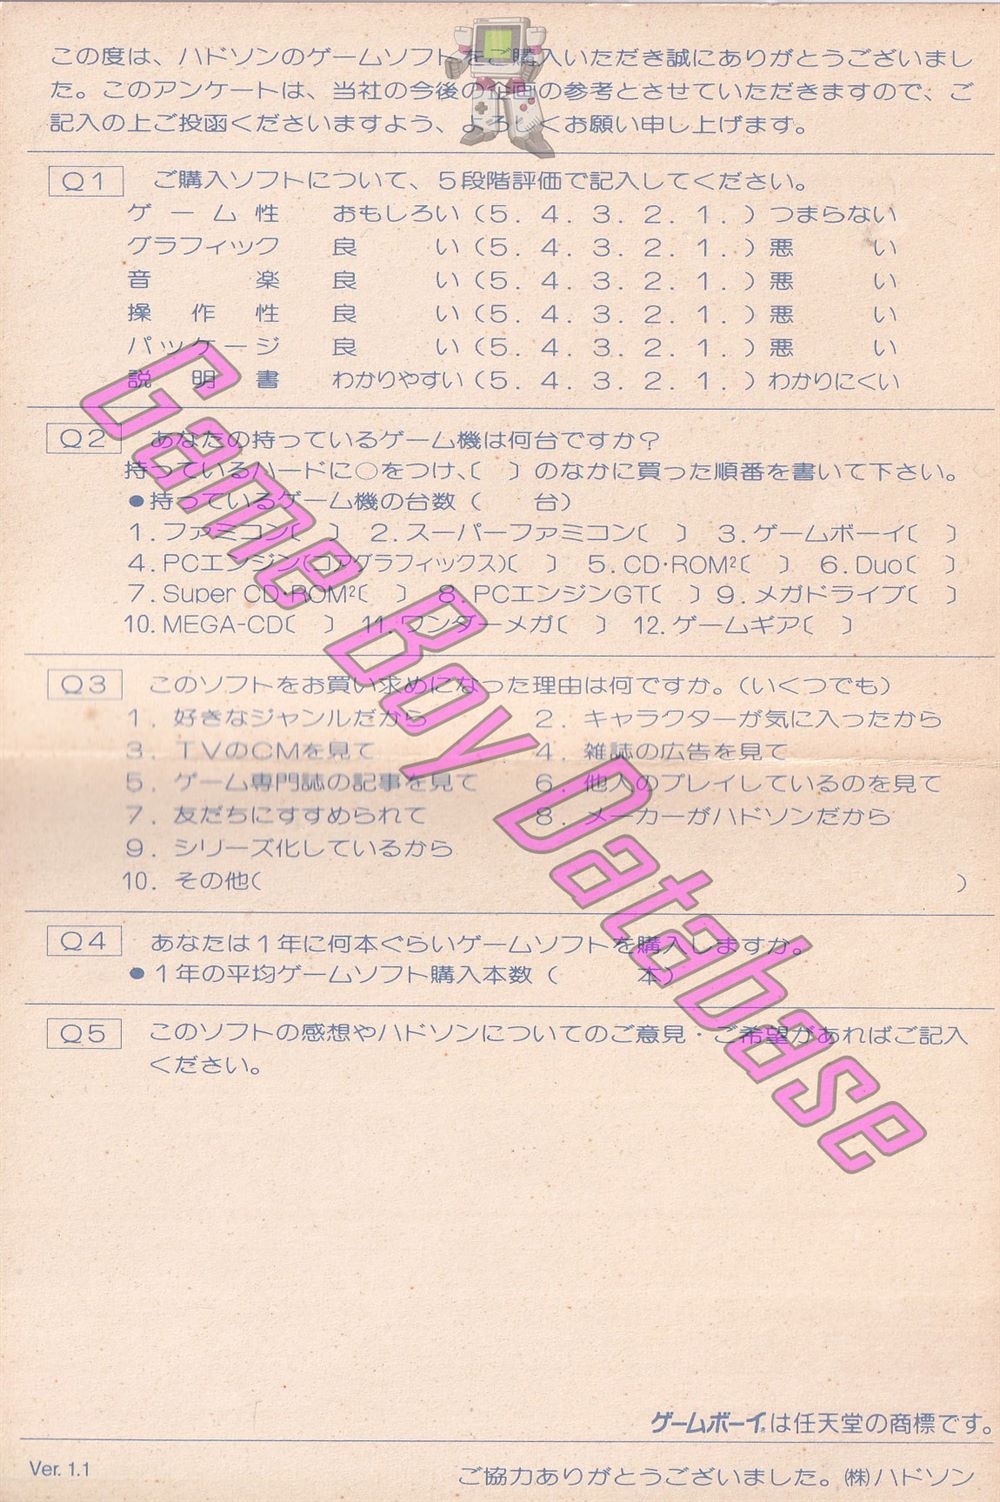 この度は、ハドソンのゲームソフトをご購入いただき誠にありがとうございまし
た。このアンケートは、当社の今後の企画の参考とさせていただきますので、ご
記入の上ご投函くださいますよう、よろしくお願い申し上げます。
Q1 ご購入ソフトについて、5段階評価で記入してください。
ゲーム性 おもしろい(5．4．3．2．1．)つまらない
グラフィック 良い(5．4．3．2．1．)悪い
音楽 良い(5．4．3．2．1．)悪い
操作性 良い(5．4．3．2．1．)悪い
パッケージ 良い(5．4．3．2．1．)悪い
説明書 わかりやすい(5．4．3．2．1．)わかりにくい
Q2 あなたの持っているゲーム機は何台ですか？
持っているハードに○をつけ、( )のなかに買った順番を書いて下さい。
●持っているゲーム機の台数( 台)
1.ファミコン( ) 2.スーパーファミコン( ) 3.ゲームボーイ( )
4.PCエンジン(コアグラフィックス)( ) 5.CD・ROM²( ) 6.Duo( )
7.Super CD・ROM²( ) 8.PCエンジンGT( ) 9.メガドライブ( )
10.MEGA-CD( ) 11.ワンダーメガ( ) 12.ゲームギア( )
Q3 このソフトをお買い求めになった理由は何ですか。(いくつでも)
1．好きなジャンルだから 2．キャラクターが気に入ったから
3．TVのCMを見て 4．雑誌の広告を見て
5．ゲーム専門誌の記事を見て 6．他人のプレイしているのを見て
7．友だちにすすめられて 8．メーカーがハドソンだから
9．シリーズ化しているから
10．その他( )
Q4 あなたは1年に何本ぐらいゲームソフトを購入しますか。
●1年の平均ゲームソフト購入本数( 本)
Q5 このソフトの感想やハドソンについてのご意見・ご希望があればご記入
ください。
Game Boy Database
ゲームボーイ®は任天堂の商標です。
Ver. 1.1
ご協力ありがとうございました。㈱ハドソン